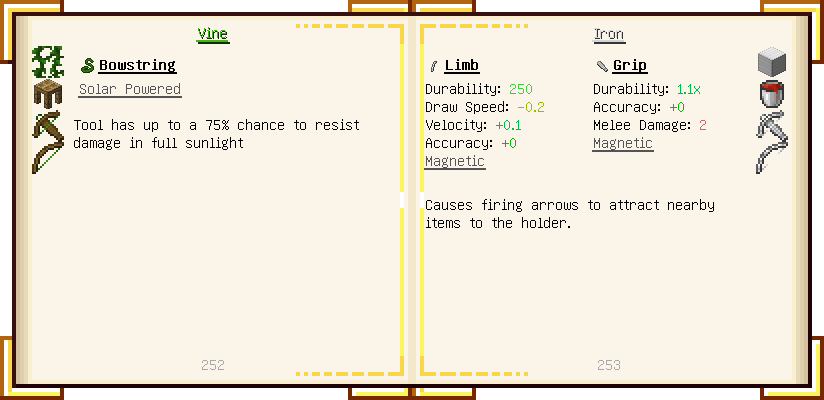 Vine
Bowstring
Solar Powered
Tool has up to a 75% chance to resist
damage in full sunlight
252
Iron
Limb
Durability: 250
Draw Speed: -0.2
Velocity: +0.1
Accuracy: +0
Magnetic
Grip
Durability: 1.1x
Accuracy: +0
Melee Damage: 2
Magnetic
Causes firing arrows to attract nearby
items to the holder.
253